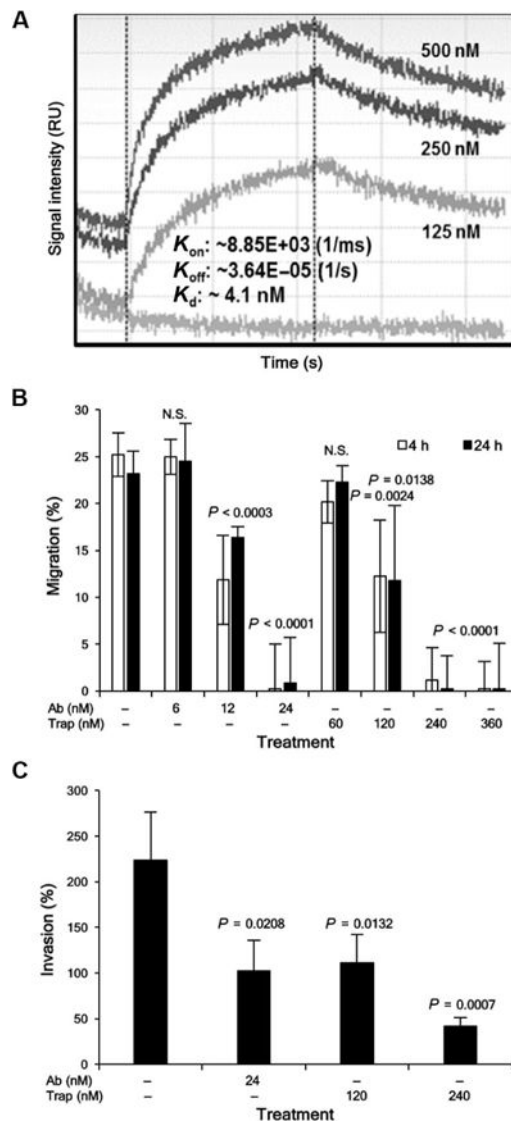 A
Signal intensity (RU)
500 nM
250 nM
125 nM
Kon: ~8.85E+03 (1/ms)
Koff: ~3.64E−05 (1/s)
Kd: ~ 4.1 nM
Time (s)
B
Migration (%)
30
25
20
15
10
5
0
N.S.
P < 0.0003
P < 0.0001
N.S.
4 h
24 h
P = 0.0138
P = 0.0024
P < 0.0001
Ab (nM) – 6 12 24 – – – –
Trap (nM) – – – – 60 120 240 360
Treatment
C
Invasion (%)
300
250
200
150
100
50
0
P = 0.0208
P = 0.0132
P = 0.0007
Ab (nM) – 24 – –
Trap (nM) – – 120 240
Treatment